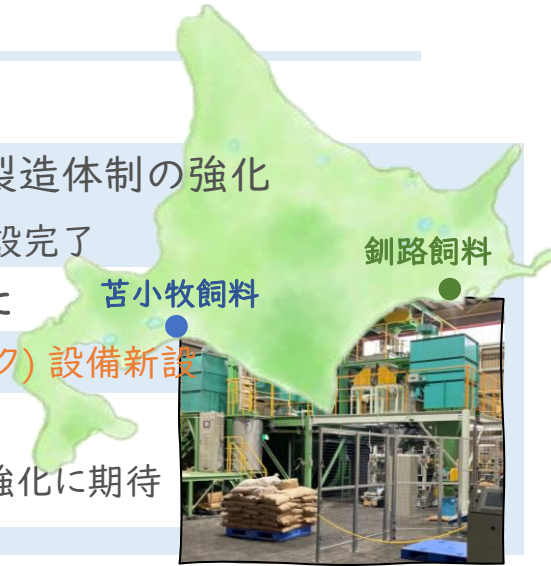 製造体制の強化
設完了
釧路飼料
に
苫小牧飼料
ク) 設備新設
強化に期待